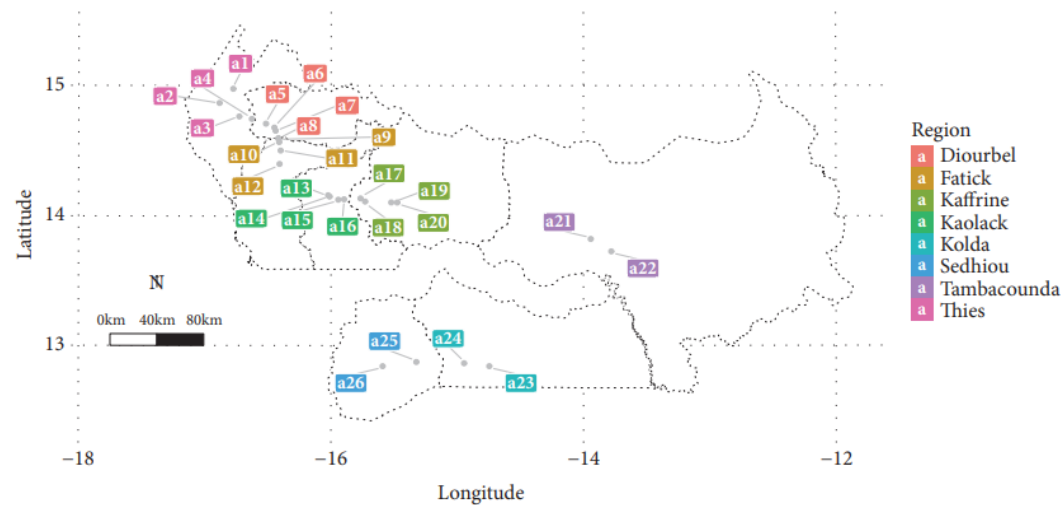 a1
a4
a6
a2
a5
a7
a3
a8
a9
a10
a11
a12
a17
a13
a19
a14
a15
a16
a18
a20
a21
a22
a25
a24
a26
a23
15
14
13
Latitude
N
0km 40km 80km
−18 −16 −14 −12
Longitude
Region
a Diourbel
a Fatick
a Kaffrine
a Kaolack
a Kolda
a Sedhiou
a Tambacounda
a Thies